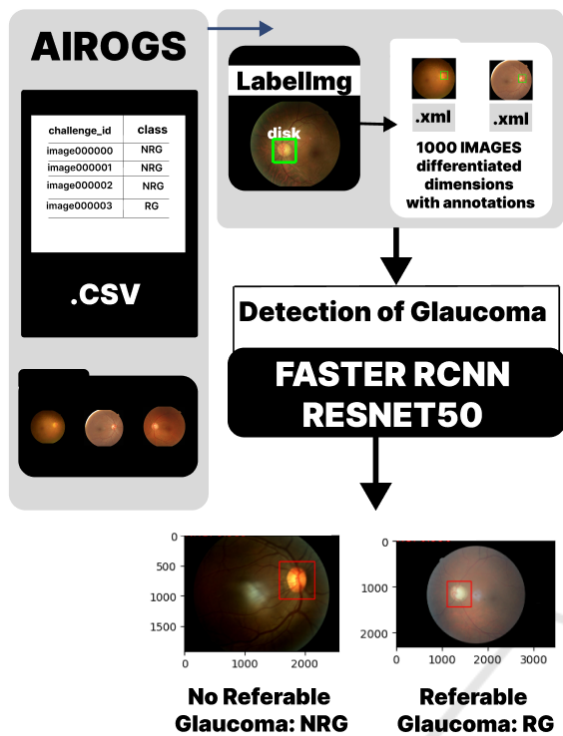 AIROGS
challenge_id class
image000000 NRG
image000001 NRG
image000002 NRG
image000003 RG
.CSV
LabelImg
disk
.xml
.xml
1000 IMAGES
differentiated
dimensions
with annotations
Detection of Glaucoma
FASTER RCNN
RESNET50
0
500
1000
1500
0 2000
No Referable
Glaucoma: NRG
0
1000
2000
0 1000 2000 3000
Referable
Glaucoma: RG